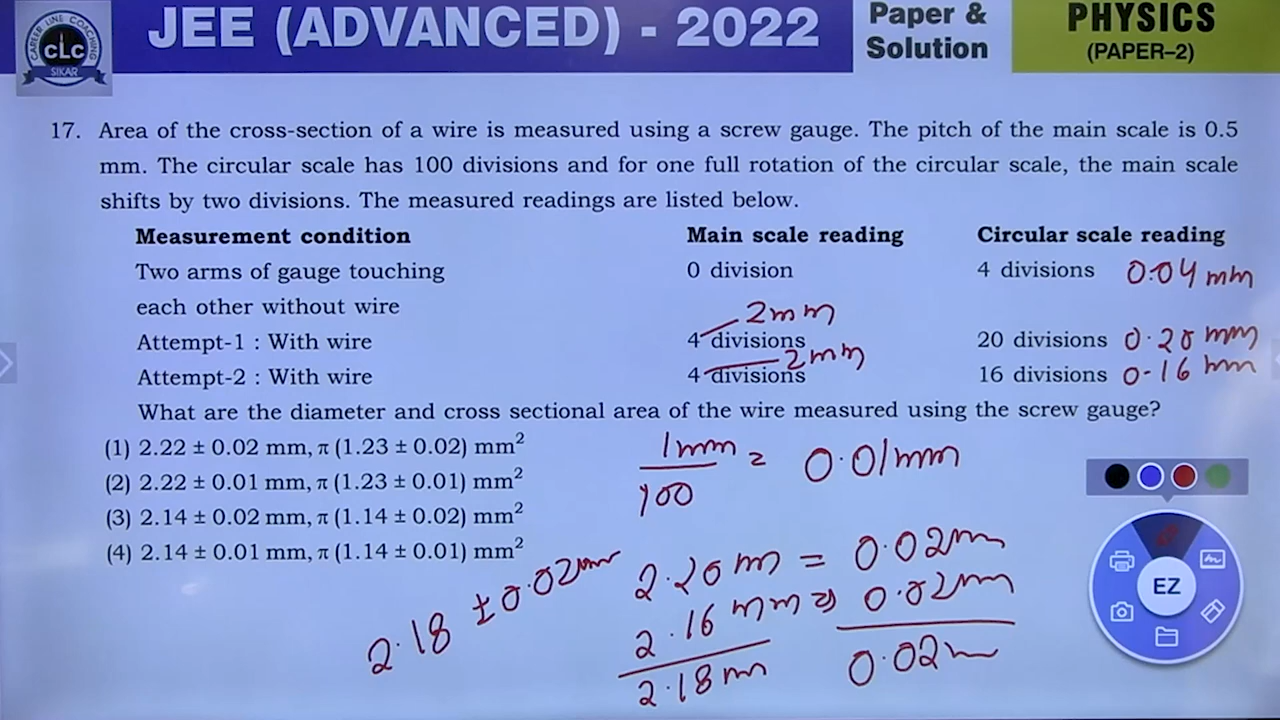 CAREER LINE COACHING
CLC
SIKAR
JEE (ADVANCED) - 2022
Paper &
Solution
PHYSICS
(PAPER–2)
17. Area of the cross-section of a wire is measured using a screw gauge. The pitch of the main scale is 0.5
mm. The circular scale has 100 divisions and for one full rotation of the circular scale, the main scale
shifts by two divisions. The measured readings are listed below.
Measurement condition Main scale reading Circular scale reading
Two arms of gauge touching 0 division 4 divisions 0.04 mm
each other without wire
2mm
Attempt-1 : With wire 4 divisions 20 divisions 0.20 mm
2mm
Attempt-2 : With wire 4 divisions 16 divisions 0.16 mm
What are the diameter and cross sectional area of the wire measured using the screw gauge?
(1) 2.22 ± 0.02 mm, π (1.23 ± 0.02) mm²
(2) 2.22 ± 0.01 mm, π (1.23 ± 0.01) mm²
(3) 2.14 ± 0.02 mm, π (1.14 ± 0.02) mm²
(4) 2.14 ± 0.01 mm, π (1.14 ± 0.01) mm²
1mm/100 = 0.01mm
2.20 m = 0.02m
2.16 mm = 0.02m
2.18 m 0.02m
2.18 ± 0.02mm
EZ